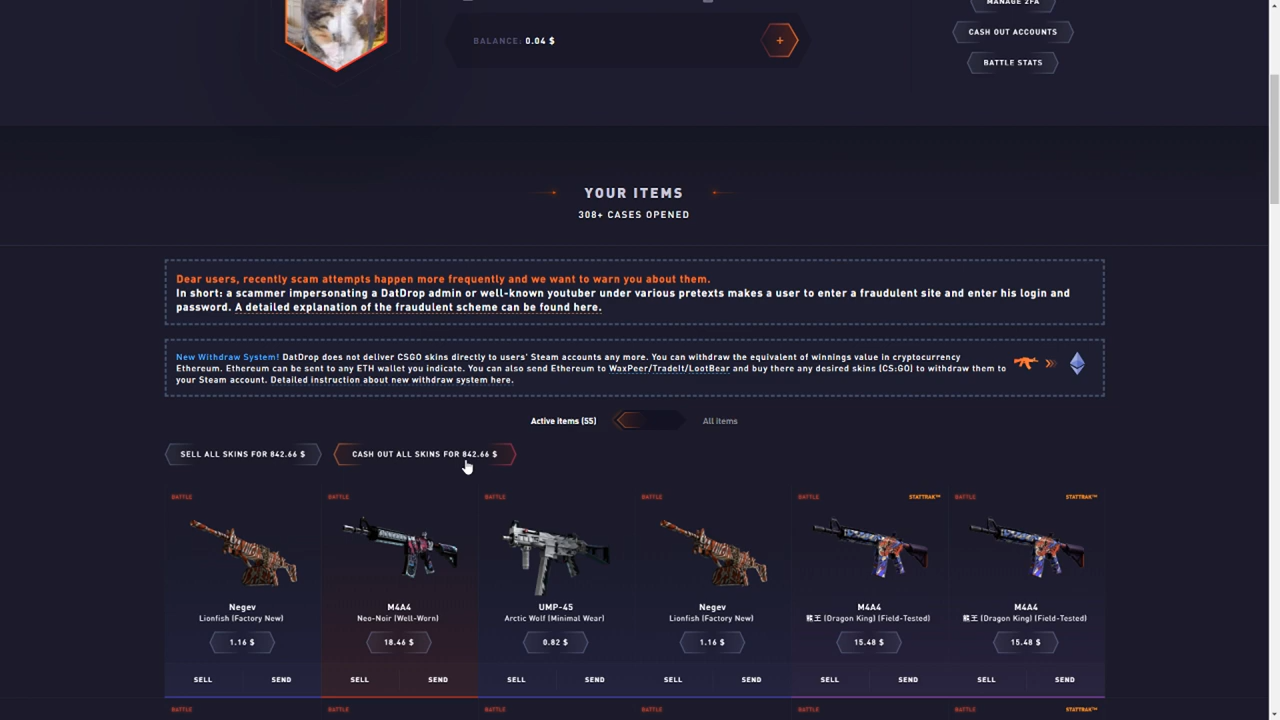 MANAGE 2FA
BALANCE: 0.04 $
+
CASH OUT ACCOUNTS
BATTLE STATS
YOUR ITEMS
308+ CASES OPENED
Dear users, recently scam attempts happen more frequently and we want to warn you about them.
In short: a scammer impersonating a DatDrop admin or well-known youtuber under various pretexts makes a user to enter a fraudulent site and enter his login and
password. A detailed explanation of the fraudulent scheme can be found here.
New Withdraw System! DatDrop does not deliver CSGO skins directly to users' Steam accounts any more. You can withdraw the equivalent of winnings value in cryptocurrency
Ethereum. Ethereum can be sent to any ETH wallet you indicate. You can also send Ethereum to WaxPeer/TradeIt/LootBear and buy there any desired skins (CS:GO) to withdraw them to
your Steam account. Detailed instruction about new withdraw system here.
Active items (55) All items
SELL ALL SKINS FOR 842.66 $ CASH OUT ALL SKINS FOR 842.66 $
BATTLE BATTLE BATTLE BATTLE BATTLE STATTRAK™ BATTLE STATTRAK™
Negev M4A4 UMP-45 Negev M4A4 M4A4
Lionfish (Factory New) Neo-Noir (Well-Worn) Arctic Wolf (Minimal Wear) Lionfish (Factory New) 龍王 (Dragon King) (Field-Tested) 龍王 (Dragon King) (Field-Tested)
1.16 $ 18.46 $ 0.82 $ 1.16 $ 15.48 $ 15.48 $
SELL SEND SELL SEND SELL SEND SELL SEND SELL SEND SELL SEND
BATTLE BATTLE BATTLE BATTLE BATTLE BATTLE STATTRAK™